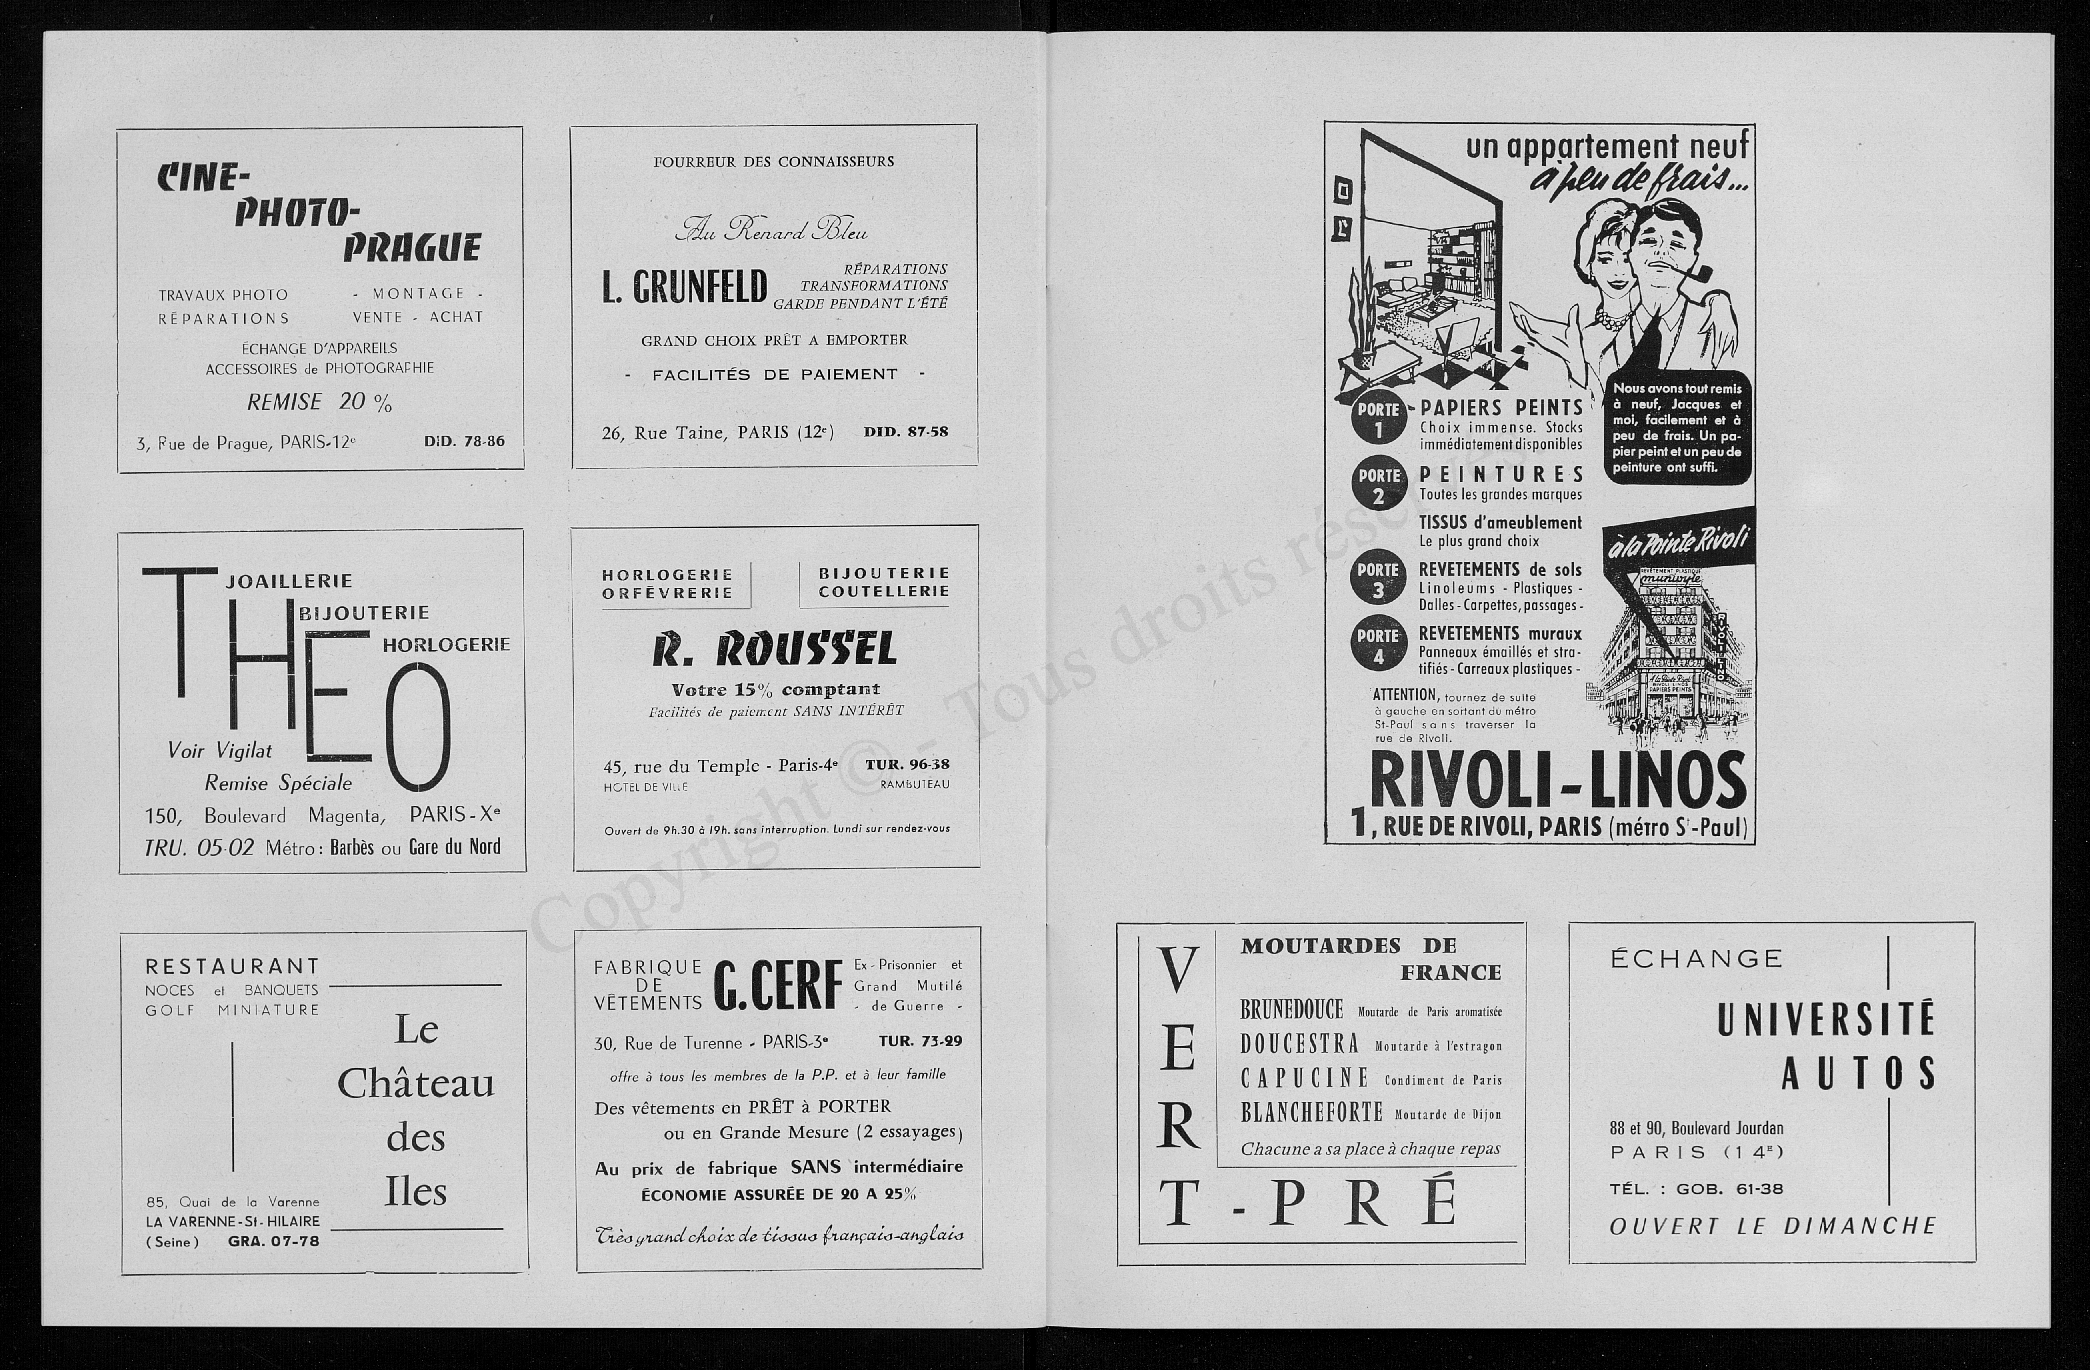 CINÉ-
PHOTO-
PRAGUE
TRAVAUX PHOTO - MONTAGE -
RÉPARATIONS VENTE - ACHAT
ÉCHANGE D'APPAREILS
ACCESSOIRES de PHOTOGRAPHIE
REMISE 20 %
3, Rue de Prague, PARIS-12e DID. 78-86
FOURREUR DES CONNAISSEURS
Au Renard Bleu
L. GRUNFELD
RÉPARATIONS
TRANSFORMATIONS
GARDE PENDANT L'ÉTÉ
GRAND CHOIX PRÊT A EMPORTER
- FACILITÉS DE PAIEMENT -
26, Rue Taine, PARIS (12e) DID. 87-58
THEO
JOAILLERIE
BIJOUTERIE
HORLOGERIE
Voir Vigilat
Remise Spéciale
150, Boulevard Magenta, PARIS-Xe
TRU. 05-02 Métro : Barbès ou Gare du Nord
HORLOGERIE BIJOUTERIE
ORFÈVRERIE COUTELLERIE
R. ROUSSEL
Votre 15% comptant
Facilités de paiement SANS INTÉRÊT
45, rue du Temple - Paris-4e TUR. 96-38
HOTEL DE VILLE RAMBUTEAU
Ouvert de 9h.30 à 19h. sans interruption. Lundi sur rendez-vous
RESTAURANT
NOCES et BANQUETS
GOLF MINIATURE
Le
Château
des
Iles
85, Quai de la Varenne
LA VARENNE-St-HILAIRE
(Seine) GRA. 07-78
FABRIQUE
DE
VÊTEMENTS
G. CERF
Ex-Prisonnier et
Grand Mutilé
- de Guerre -
30, Rue de Turenne - PARIS-3e TUR. 73-29
offre à tous les membres de la P.P. et à leur famille
Des vêtements en PRÊT à PORTER
ou en Grande Mesure (2 essayages)
Au prix de fabrique SANS intermédiaire
ÉCONOMIE ASSURÉE DE 20 A 25%
Très grand choix de tissus français-anglais
un appartement neuf
à peu de frais...
Nous avons tout remis
à neuf, Jacques et
moi, facilement et à
peu de frais. Un pa-
pier peint et un peu de
peinture ont suffi.
PORTE 1
PAPIERS PEINTS
Choix immense. Stocks
immédiatement disponibles
PORTE 2
PEINTURES
Toutes les grandes marques
TISSUS d'ameublement
Le plus grand choix
PORTE 3
REVETEMENTS de sols
Linoleums - Plastiques -
Dalles - Carpettes, passages -
PORTE 4
REVETEMENTS muraux
Panneaux émaillés et stra-
tifiés - Carreaux plastiques -
à la Pointe Rivoli
REVÊTEMENT PLASTIQUE
A la Pointe Rivoli
RIVOLI-LINOS
PAPIERS PEINTS
ATTENTION, tournez de suite
à gauche en sortant du métro
St-Paul sans traverser la
rue de Rivoli.
RIVOLI-LINOS
1, RUE DE RIVOLI, PARIS (métro St-Paul)
VERT-PRÉ
MOUTARDES DE
FRANCE
BRUNEDOUCE Moutarde de Paris aromatisée
DOUCESTRA Moutarde à l'estragon
CAPUCINE Condiment de Paris
BLANCHEFORTE Moutarde de Dijon
Chacune a sa place à chaque repas
ÉCHANGE
UNIVERSITÉ
AUTOS
88 et 90, Boulevard Jourdan
PARIS (14E)
TÉL. : GOB. 61-38
OUVERT LE DIMANCHE
Copyright © - Tous droits réservés